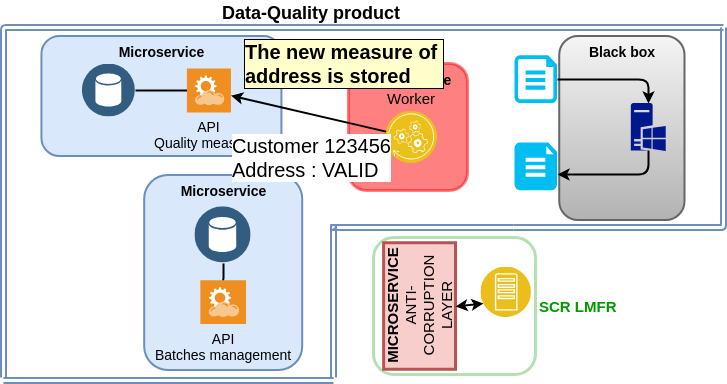 Data-Quality product
Microservice
The new measure of
address is stored
Worker
Black box
API
Quality meas
Customer 123456
Address : VALID
Microservice
API
Batches management
MICROSERVICE
ANTI-
CORRUPTION
LAYER
SCR LMFR